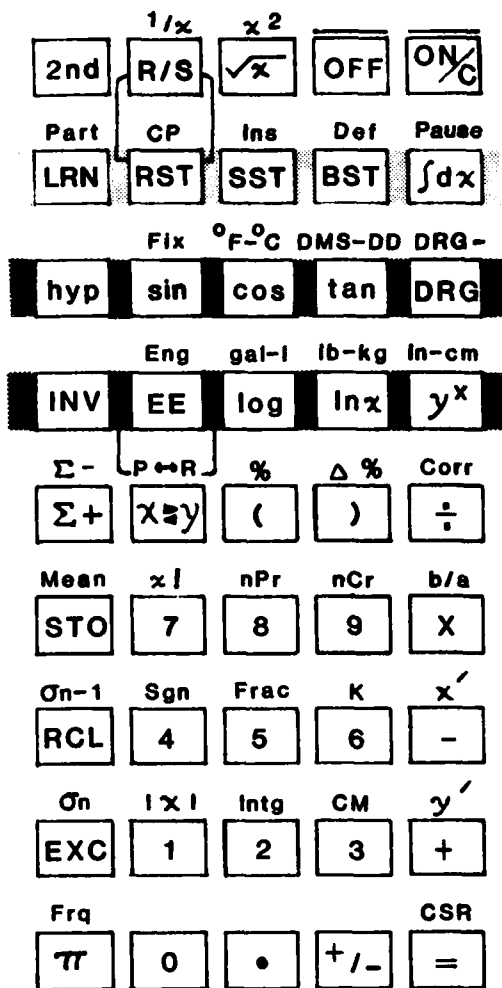 1/x x2
2nd R/S √x OFF ON/C
Part CP Ins Def Pause
LRN RST SST BST ∫dx
Fix °F-°C DMS-DD DRG-
hyp sin cos tan DRG
Eng gal-l lb-kg in-cm
INV EE log lnx yx
Σ- P↔R % Δ% Corr
Σ+ x≷y ( ) ÷
Mean x! nPr nCr b/a
STO 7 8 9 X
σn-1 Sgn Frac K x′
RCL 4 5 6 -
σn |x| Intg CM y′
EXC 1 2 3 +
Frq CSR
π 0 • +/- =